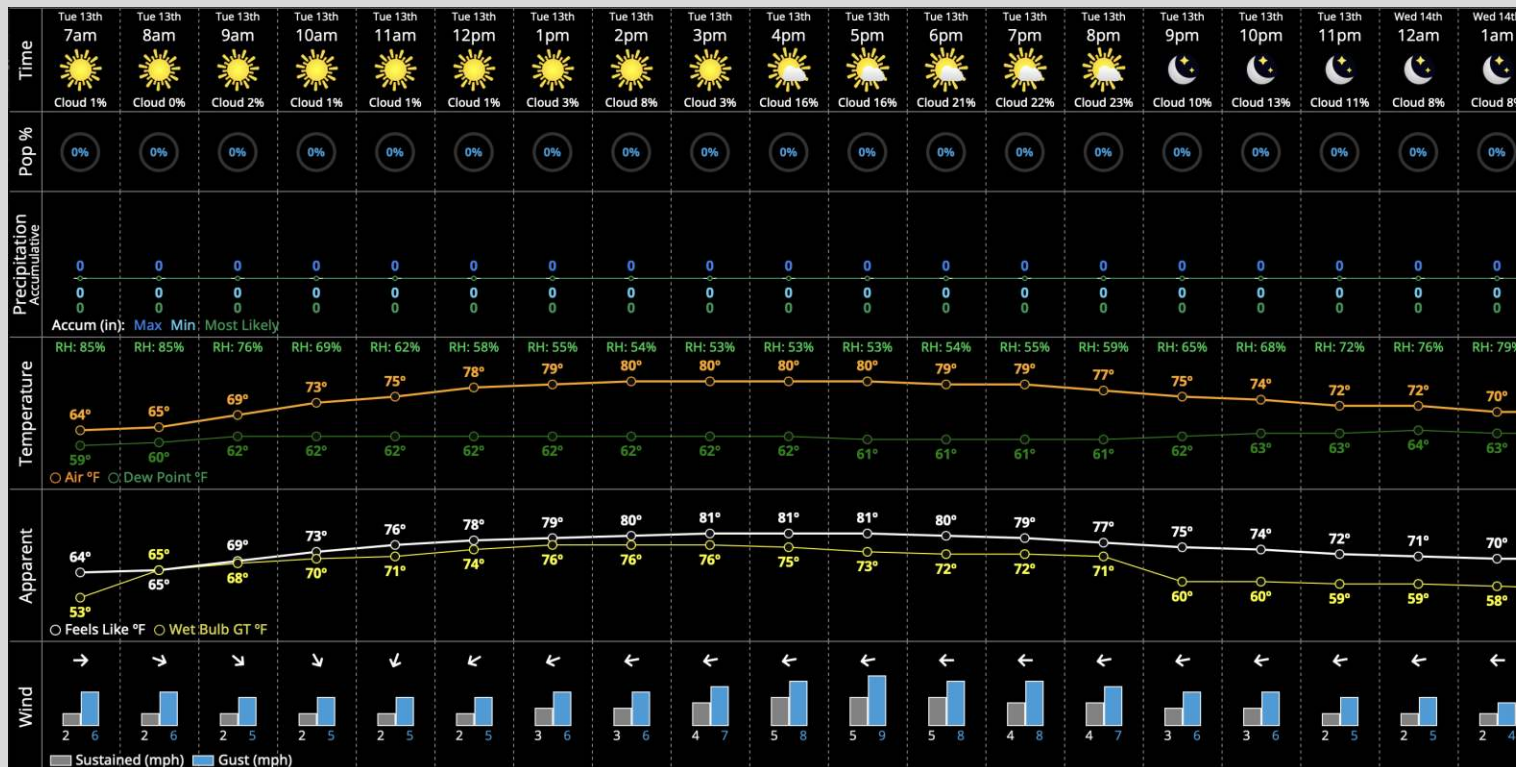 Time
Tue 13th Tue 13th Tue 13th Tue 13th Tue 13th Tue 13th Tue 13th Tue 13th Tue 13th Tue 13th Tue 13th Tue 13th Tue 13th Tue 13th Tue 13th Tue 13th Tue 13th Wed 14th Wed 14th
7am 8am 9am 10am 11am 12pm 1pm 2pm 3pm 4pm 5pm 6pm 7pm 8pm 9pm 10pm 11pm 12am 1am
Cloud 1% Cloud 0% Cloud 2% Cloud 1% Cloud 1% Cloud 1% Cloud 3% Cloud 8% Cloud 3% Cloud 16% Cloud 16% Cloud 21% Cloud 22% Cloud 23% Cloud 10% Cloud 13% Cloud 11% Cloud 8% Cloud 8%
Pop %
0% 0% 0% 0% 0% 0% 0% 0% 0% 0% 0% 0% 0% 0% 0% 0% 0% 0% 0%
Precipitation
Accumulative
0 0 0 0 0 0 0 0 0 0 0 0 0 0 0 0 0 0 0
0 0 0 0 0 0 0 0 0 0 0 0 0 0 0 0 0 0 0
0 0 0 0 0 0 0 0 0 0 0 0 0 0 0 0 0 0 0
Accum (in): Max Min Most Likely
Temperature
RH: 85% RH: 85% RH: 76% RH: 69% RH: 62% RH: 58% RH: 55% RH: 54% RH: 53% RH: 53% RH: 53% RH: 54% RH: 55% RH: 59% RH: 65% RH: 68% RH: 72% RH: 76% RH: 79%
64° 65° 69° 73° 75° 78° 79° 80° 80° 80° 80° 79° 79° 77° 75° 74° 72° 72° 70°
59° 60° 62° 62° 62° 62° 62° 62° 62° 62° 61° 61° 61° 61° 62° 63° 63° 64° 63°
Air °F Dew Point °F
Apparent
64° 65° 69° 73° 76° 78° 79° 80° 81° 81° 81° 80° 79° 77° 75° 74° 72° 71° 70°
53° 65° 68° 70° 71° 74° 76° 76° 76° 75° 73° 72° 72° 71° 60° 60° 59° 59° 58°
Feels Like °F Wet Bulb GT °F
Wind
2 6 2 6 2 5 2 5 2 5 2 5 3 6 3 6 4 7 5 8 5 9 5 8 4 8 4 7 3 6 3 6 2 5 2 5 2 4
Sustained (mph) Gust (mph)